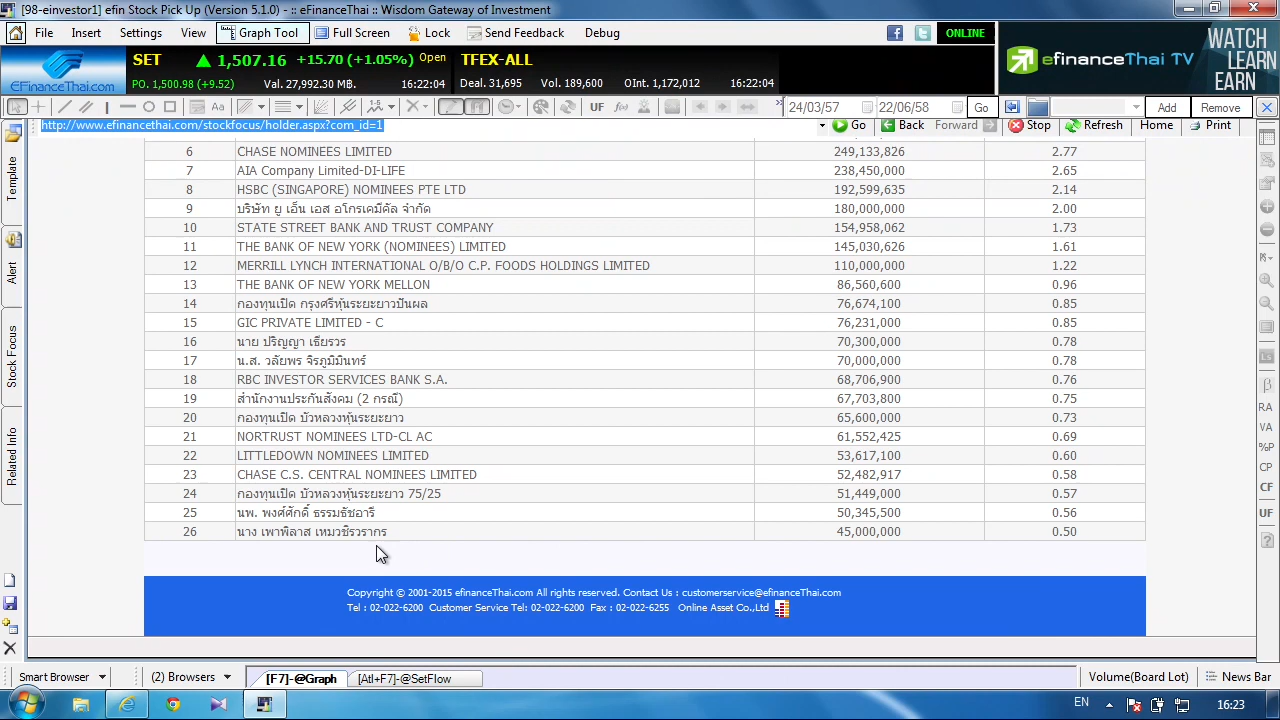 [98-einvestor1] efin Stock Pick Up (Version 5.1.0) - :: eFinanceThai :: Wisdom Gateway of Investment
File Insert Settings View Graph Tool Full Screen Lock Send Feedback Debug ONLINE
WATCH
LEARN
EARN
efinanceThai TV
EFinanceThai.com
SET 1,507.16 +15.70 (+1.05%) Open TFEX-ALL
PO. 1,500.98 (+9.52) Val. 27,992.30 MB. 16:22:04 Deal. 31,695 Vol. 189,600 OInt. 1,172,012 16:22:04
Aa 1.5 UF f(x) 24/03/57 22/06/58 Go Add Remove
http://www.efinancethai.com/stockfocus/holder.aspx?com_id=1 Go Back Forward Stop Refresh Home Print
6 CHASE NOMINEES LIMITED 249,133,826 2.77
7 AIA Company Limited-DI-LIFE 238,450,000 2.65
8 HSBC (SINGAPORE) NOMINEES PTE LTD 192,599,635 2.14
9 บริษัท ยู เอ็น เอส อโกรเคมีคัล จำกัด 180,000,000 2.00
10 STATE STREET BANK AND TRUST COMPANY 154,958,062 1.73
11 THE BANK OF NEW YORK (NOMINEES) LIMITED 145,030,626 1.61
12 MERRILL LYNCH INTERNATIONAL O/B/O C.P. FOODS HOLDINGS LIMITED 110,000,000 1.22
13 THE BANK OF NEW YORK MELLON 86,560,600 0.96
14 กองทุนเปิด กรุงศรีหุ้นระยะยาวปันผล 76,674,100 0.85
15 GIC PRIVATE LIMITED - C 76,231,000 0.85
16 นาย ปริญญา เธียรวร 70,300,000 0.78
17 น.ส. วลัยพร จิรภูมิมินทร์ 70,000,000 0.78
18 RBC INVESTOR SERVICES BANK S.A. 68,706,900 0.76
19 สำนักงานประกันสังคม (2 กรณี) 67,703,800 0.75
20 กองทุนเปิด บัวหลวงหุ้นระยะยาว 65,600,000 0.73
21 NORTRUST NOMINEES LTD-CL AC 61,552,425 0.69
22 LITTLEDOWN NOMINEES LIMITED 53,617,100 0.60
23 CHASE C.S. CENTRAL NOMINEES LIMITED 52,482,917 0.58
24 กองทุนเปิด บัวหลวงหุ้นระยะยาว 75/25 51,449,000 0.57
25 นพ. พงศ์ศักดิ์ ธรรมธัชอารี 50,345,500 0.56
26 นาง เพาพิลาส เหมวชิรวรากร 45,000,000 0.50
Template
Alert
Stock Focus
Related Info
Ls
β
RA
VA
%P
CP
CF
UF
Copyright © 2001-2015 efinanceThai.com All rights reserved. Contact Us : customerservice@efinanceThai.com
Tel : 02-022-6200 Customer Service Tel: 02-022-6200 Fax : 02-022-6255 Online Asset Co.,Ltd
Smart Browser (2) Browsers [F7]-@Graph [Atl+F7]-@SetFlow Volume(Board Lot) News Bar
EN 16:23